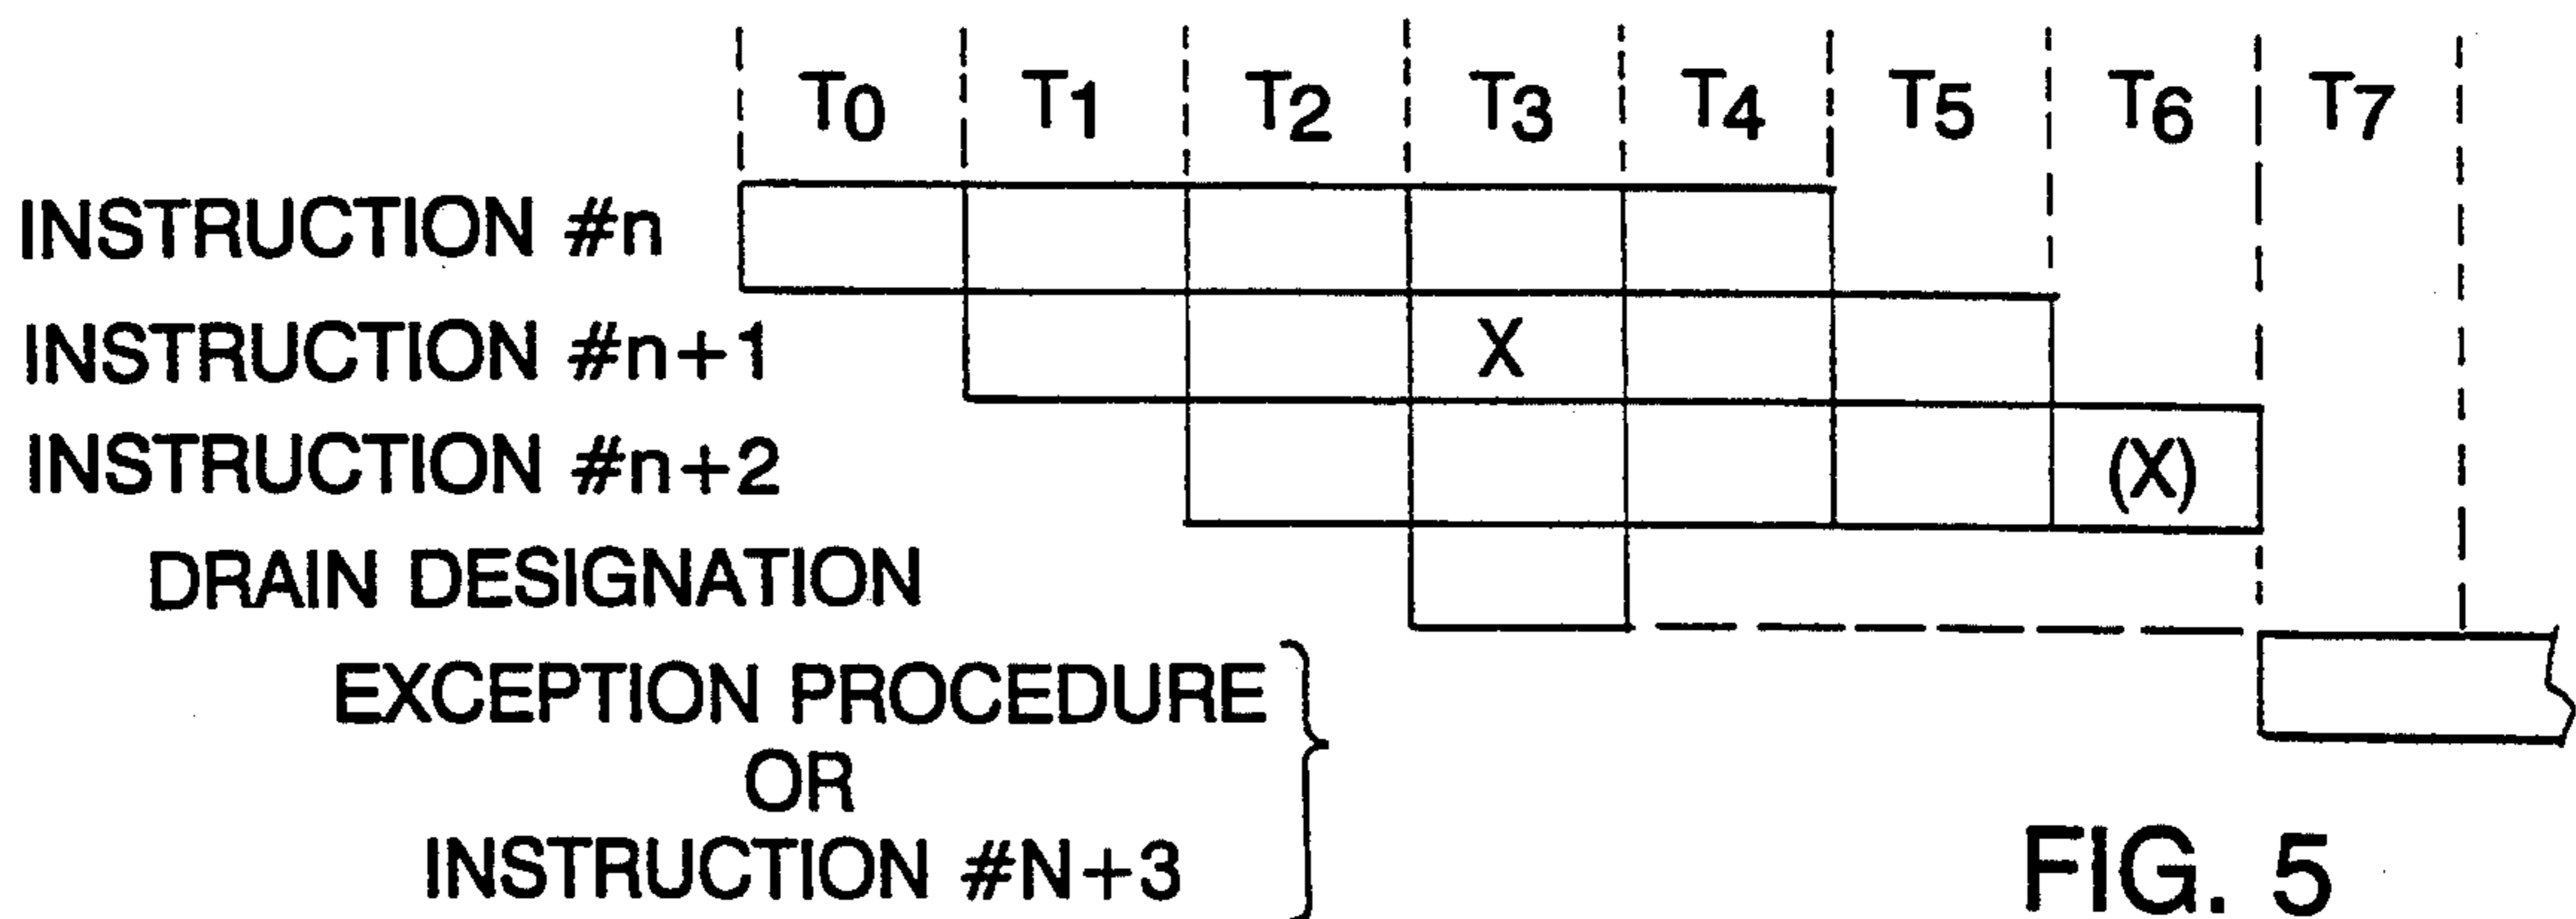 T0 T1 T2 T3 T4 T5 T6 T7
INSTRUCTION #n
INSTRUCTION #n+1 X
INSTRUCTION #n+2 (X)
DRAIN DESIGNATION
EXCEPTION PROCEDURE
OR
INSTRUCTION #N+3
FIG. 5